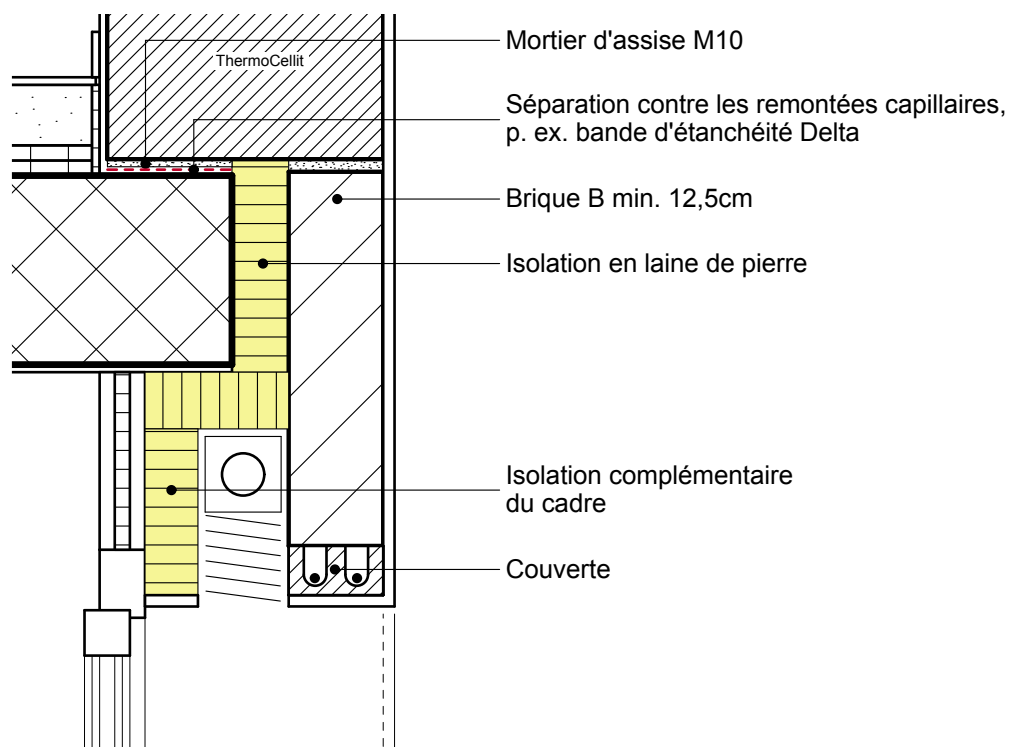 Mortier d'assise M10
ThermoCellit
Séparation contre les remontées capillaires,
p. ex. bande d'étanchéité Delta
Brique B min. 12,5cm
Isolation en laine de pierre
Isolation complémentaire
du cadre
Couverte